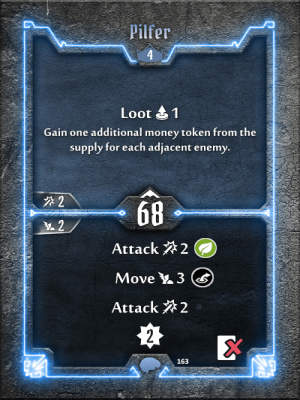 Pilfer
4
Loot 1
Gain one additional money token from the
supply for each adjacent enemy.
2
68
2
Attack 2
Move 3
Attack 2
2
163